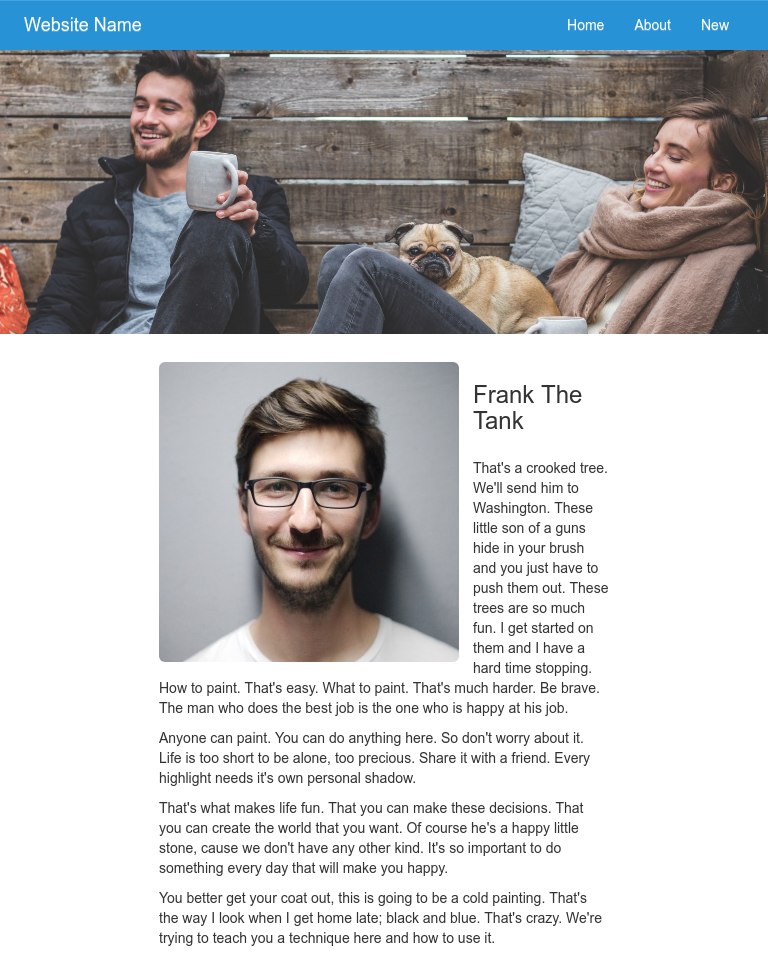 Website Name
Home About New
Frank The
Tank
That's a crooked tree.
We'll send him to
Washington. These
little son of a guns
hide in your brush
and you just have to
push them out. These
trees are so much
fun. I get started on
them and I have a
hard time stopping.
How to paint. That's easy. What to paint. That's much harder. Be brave.
The man who does the best job is the one who is happy at his job.
Anyone can paint. You can do anything here. So don't worry about it.
Life is too short to be alone, too precious. Share it with a friend. Every
highlight needs it's own personal shadow.
That's what makes life fun. That you can make these decisions. That
you can create the world that you want. Of course he's a happy little
stone, cause we don't have any other kind. It's so important to do
something every day that will make you happy.
You better get your coat out, this is going to be a cold painting. That's
the way I look when I get home late; black and blue. That's crazy. We're
trying to teach you a technique here and how to use it.